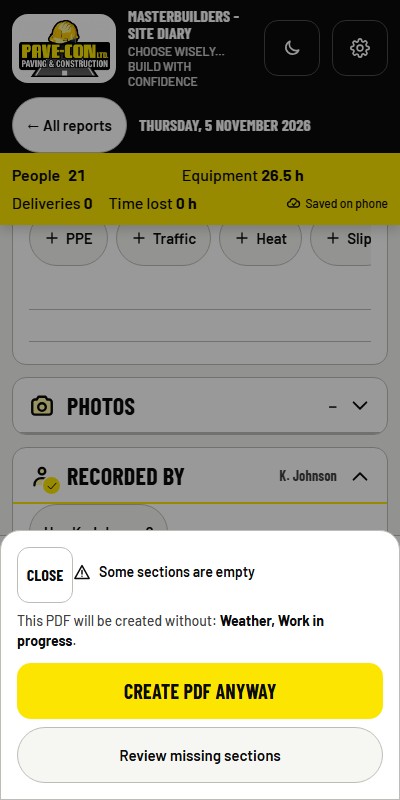 PAVE-CON LTD.
PAVING & CONSTRUCTION
MASTERBUILDERS -
SITE DIARY
CHOOSE WISELY...
BUILD WITH
CONFIDENCE
← All reports
THURSDAY, 5 NOVEMBER 2026
People 21
Equipment 26.5 h
Deliveries 0
Time lost 0 h
Saved on phone
+ PPE
+ Traffic
+ Heat
+ Slip
PHOTOS
–
RECORDED BY
K. Johnson
CLOSE
Some sections are empty
This PDF will be created without: Weather, Work in
progress.
CREATE PDF ANYWAY
Review missing sections